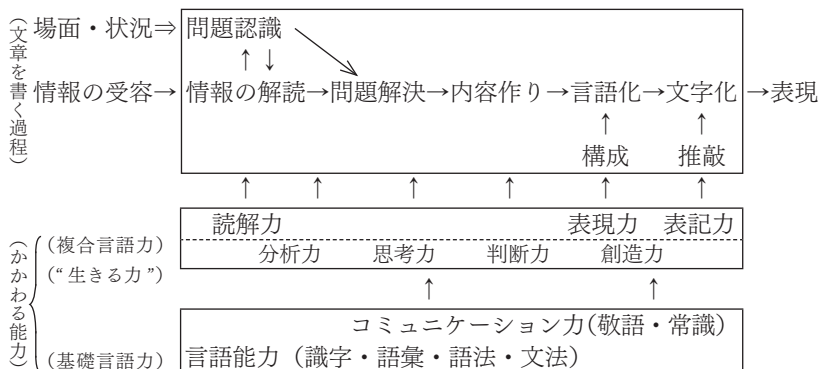 （文章を書く過程）
場面・状況⇒問題認識
↑↓
情報の受容→情報の解読→問題解決→内容作り→言語化→文字化→表現
↑ ↑
構成 推敲
↑ ↑ ↑ ↑ ↑ ↑
読解力 表現力 表記力
（かかわる能力）
（複合言語力）
分析力 思考力 判断力 創造力
（“生きる力”）
↑ ↑
コミュニケーション力(敬語・常識)
（基礎言語力）言語能力（識字・語彙・語法・文法）